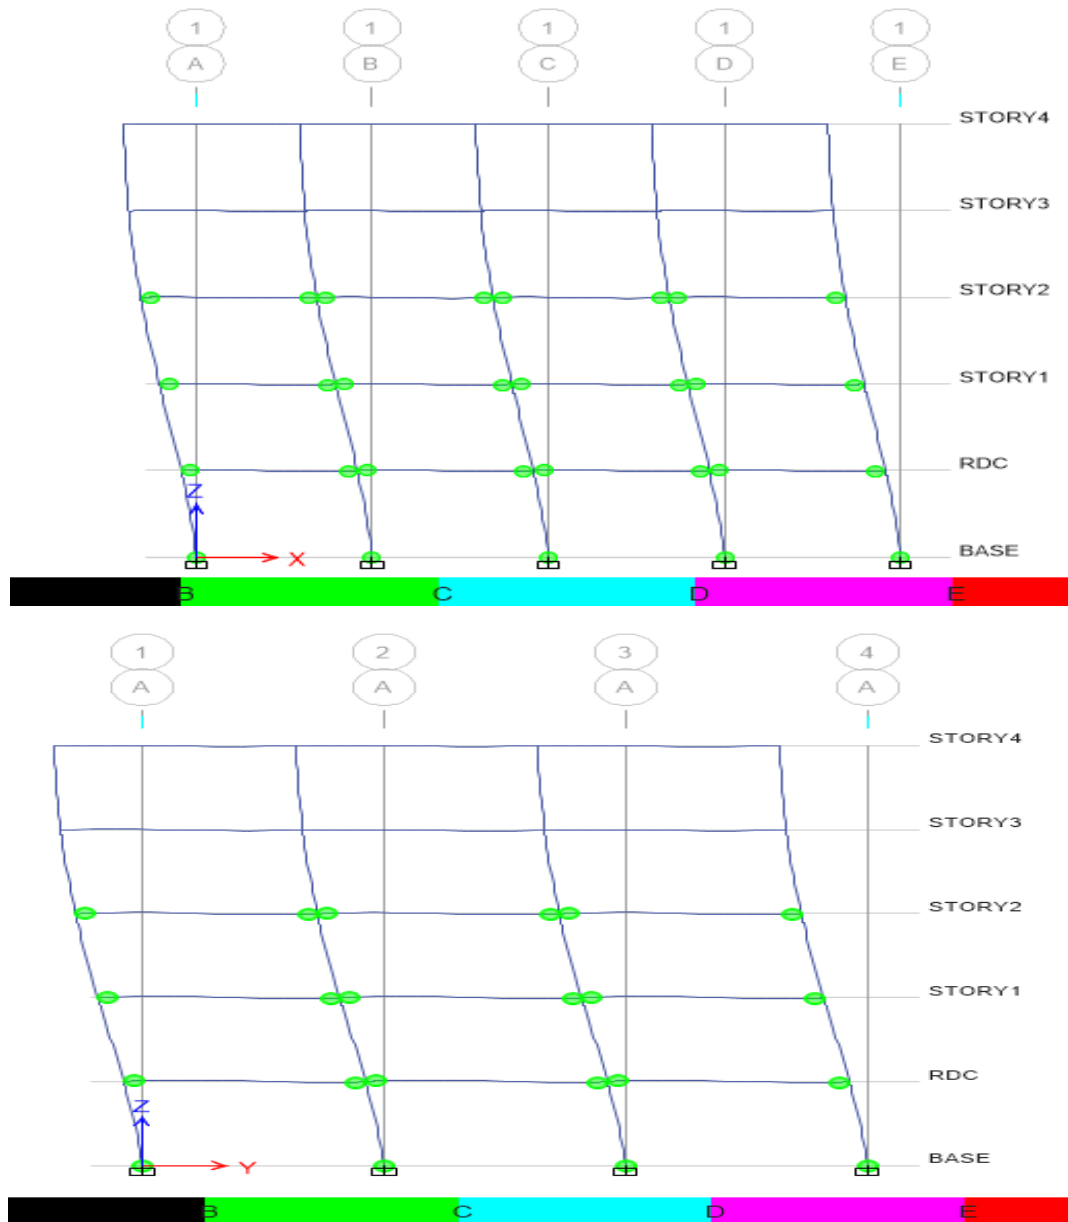 1 1 1 1 1
A B C D E
STORY4
STORY3
STORY2
STORY1
RDC
Z
X
BASE
B C D E
1 2 3 4
A A A A
STORY4
STORY3
STORY2
STORY1
RDC
Z
Y
BASE
B C D E